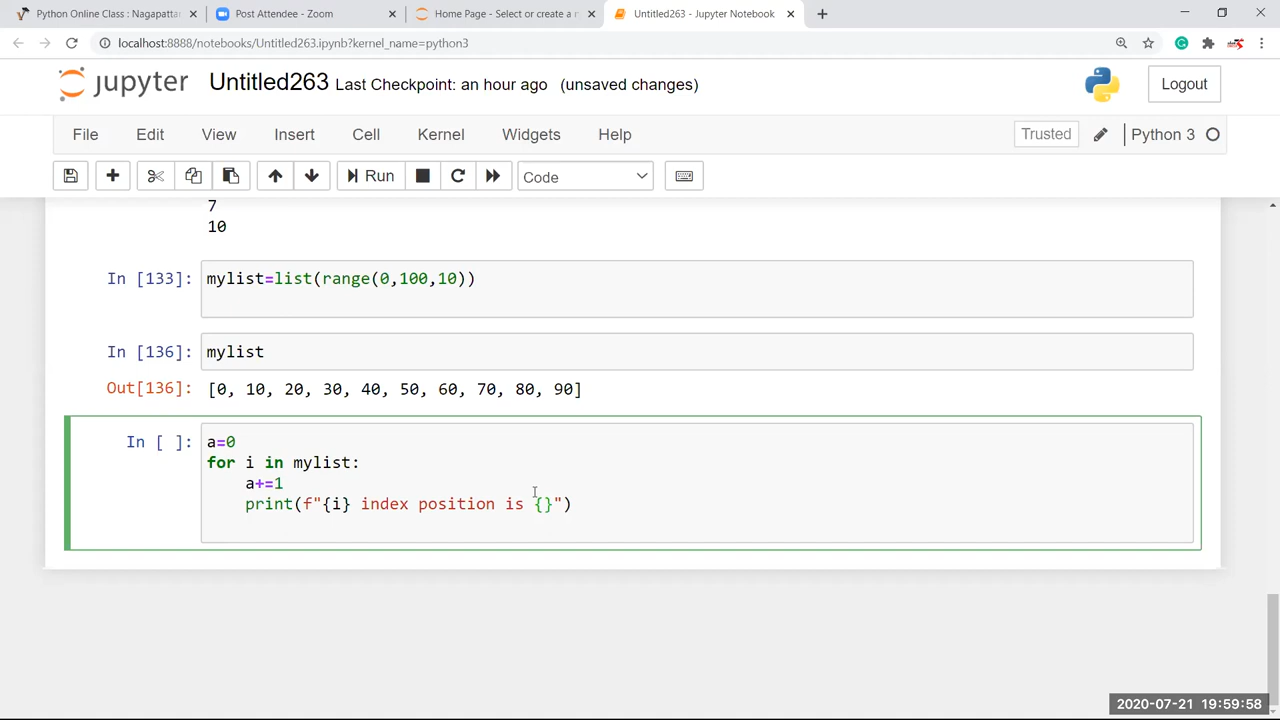 Python Online Class : Nagapattan
Post Attendee - Zoom
Home Page - Select or create a n
Untitled263 - Jupyter Notebook
localhost:8888/notebooks/Untitled263.ipynb?kernel_name=python3
jupyter Untitled263 Last Checkpoint: an hour ago (unsaved changes)
Logout
File Edit View Insert Cell Kernel Widgets Help
Trusted Python 3
Run Code
7
10
In [133]: mylist=list(range(0,100,10))
In [136]: mylist
Out[136]: [0, 10, 20, 30, 40, 50, 60, 70, 80, 90]
In [ ]: a=0
for i in mylist:
a+=1
print(f"{i} index position is {}")
2020-07-21 19:59:58